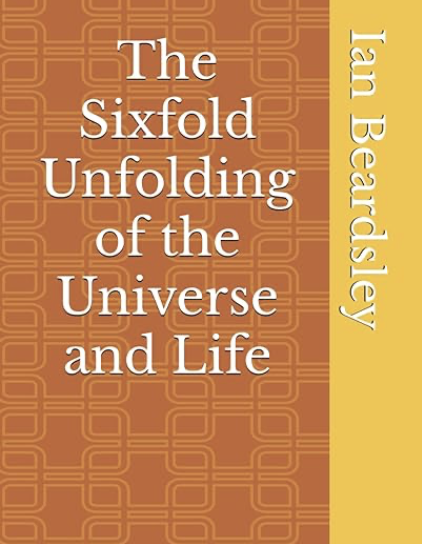 The
Sixfold
Unfolding
of the
Universe
and Life
Ian Beardsley